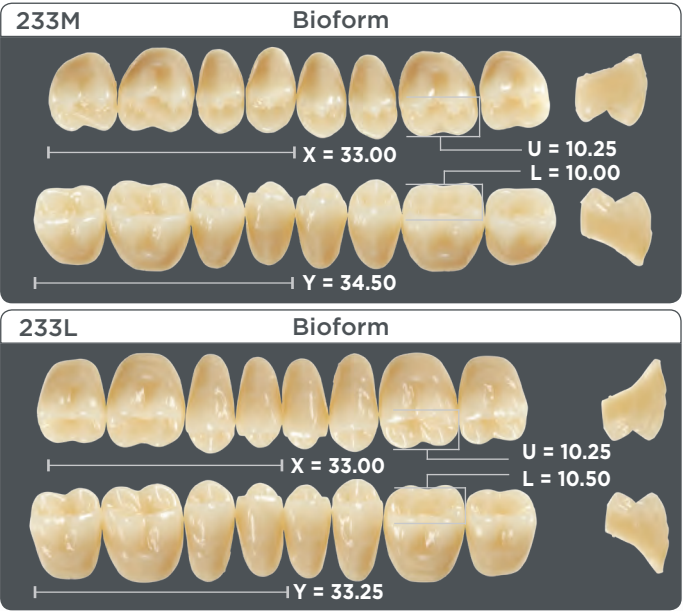 233M Bioform
X = 33.00
U = 10.25
L = 10.00
Y = 34.50
233L Bioform
X = 33.00
U = 10.25
L = 10.50
Y = 33.25